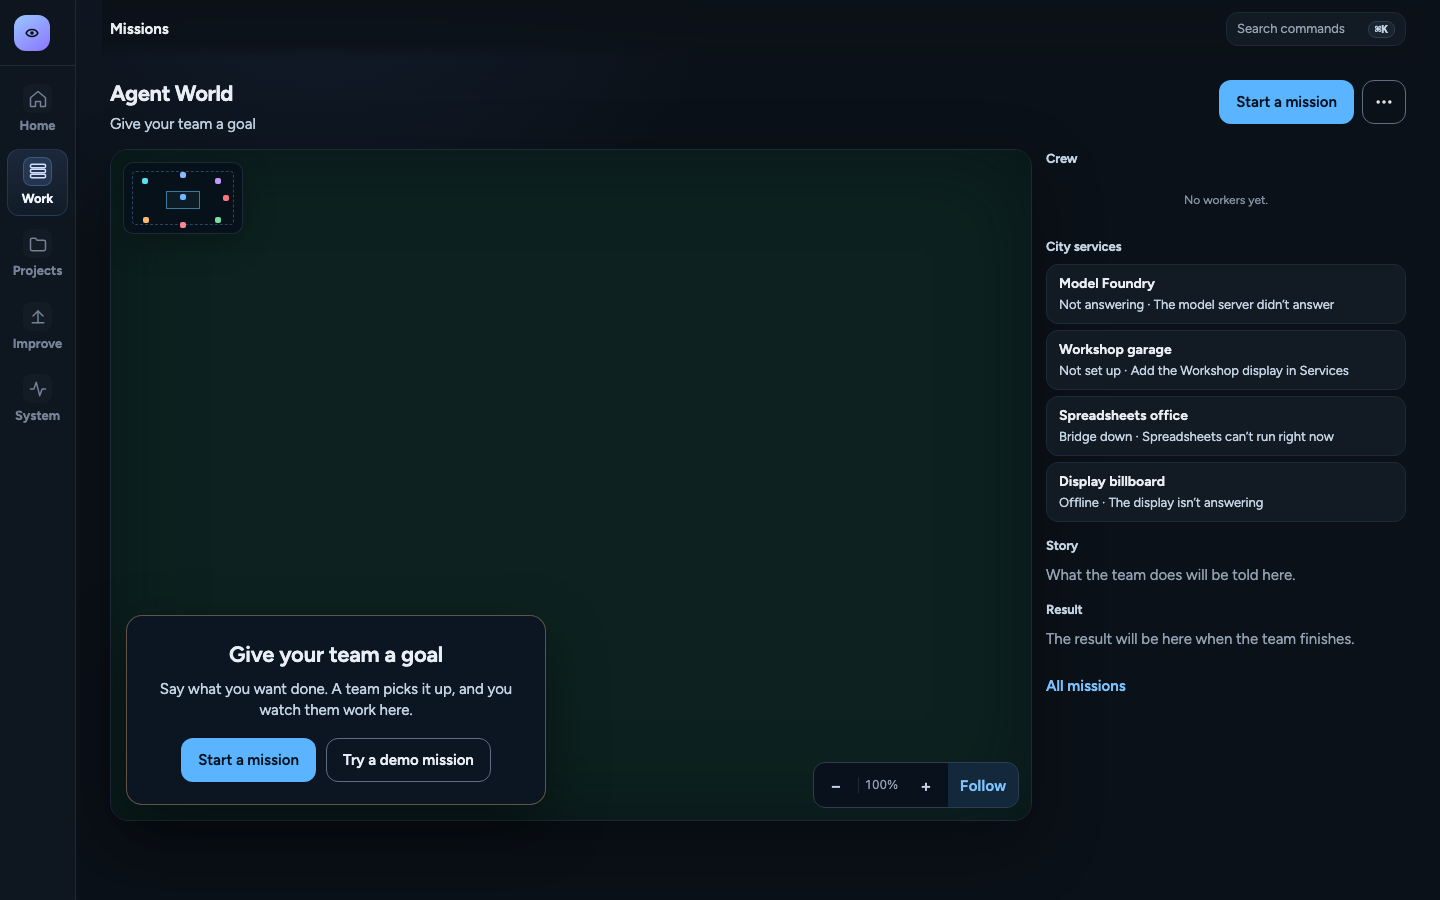 Missions
Search commands
⌘K
Home
Work
Projects
Improve
System
Agent World
Give your team a goal
Start a mission
Give your team a goal
Say what you want done. A team picks it up, and you
watch them work here.
Start a mission
Try a demo mission
− 100% +
Follow
Crew
No workers yet.
City services
Model Foundry
Not answering · The model server didn't answer
Workshop garage
Not set up · Add the Workshop display in Services
Spreadsheets office
Bridge down · Spreadsheets can't run right now
Display billboard
Offline · The display isn't answering
Story
What the team does will be told here.
Result
The result will be here when the team finishes.
All missions